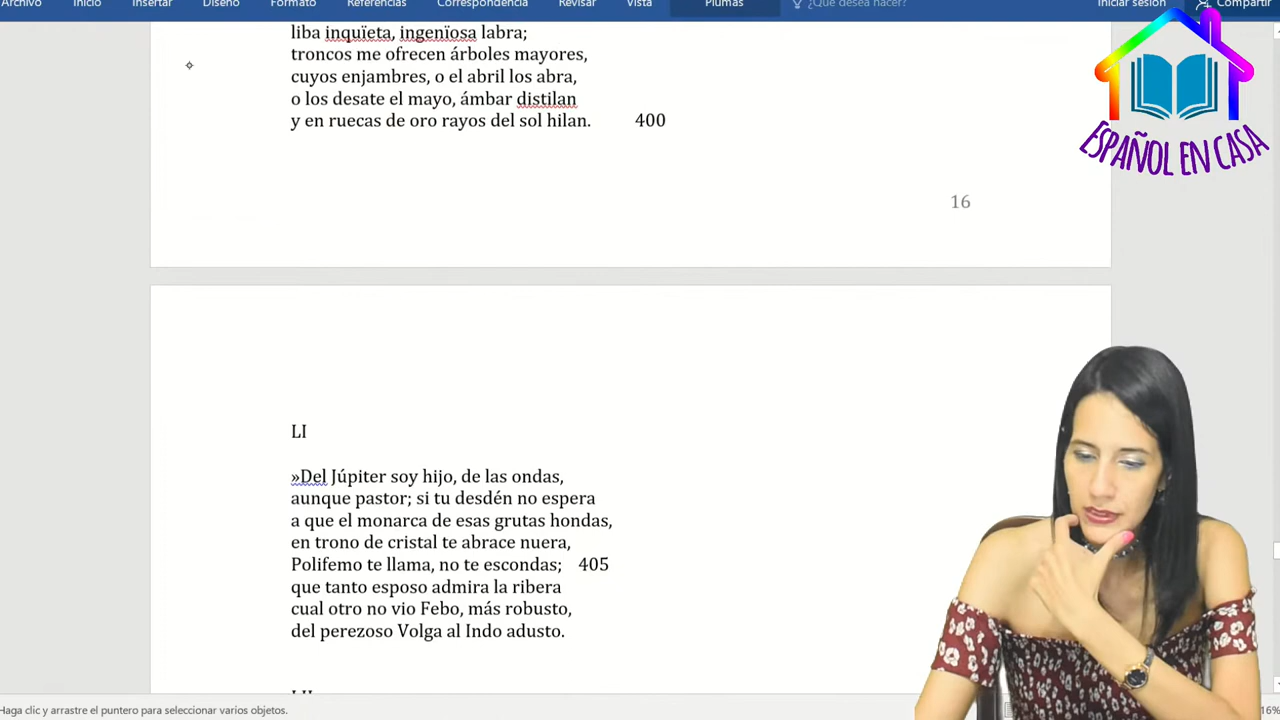 Archivo Inicio Insertar Diseño Formato Referencias Correspondencia Revisar Vista Plumas ¿Qué desea hacer? Iniciar sesión Compartir
liba inquïeta, ingenïosa labra;
troncos me ofrecen árboles mayores,
cuyos enjambres, o el abril los abra,
o los desate el mayo, ámbar distilan
y en ruecas de oro rayos del sol hilan. 400
ESPAÑOL EN CASA
16
LI
»Del Júpiter soy hijo, de las ondas,
aunque pastor; si tu desdén no espera
a que el monarca de esas grutas hondas,
en trono de cristal te abrace nuera,
Polifemo te llama, no te escondas; 405
que tanto esposo admira la ribera
cual otro no vio Febo, más robusto,
del perezoso Volga al Indo adusto.
LII
Haga clic y arrastre el puntero para seleccionar varios objetos.
16%